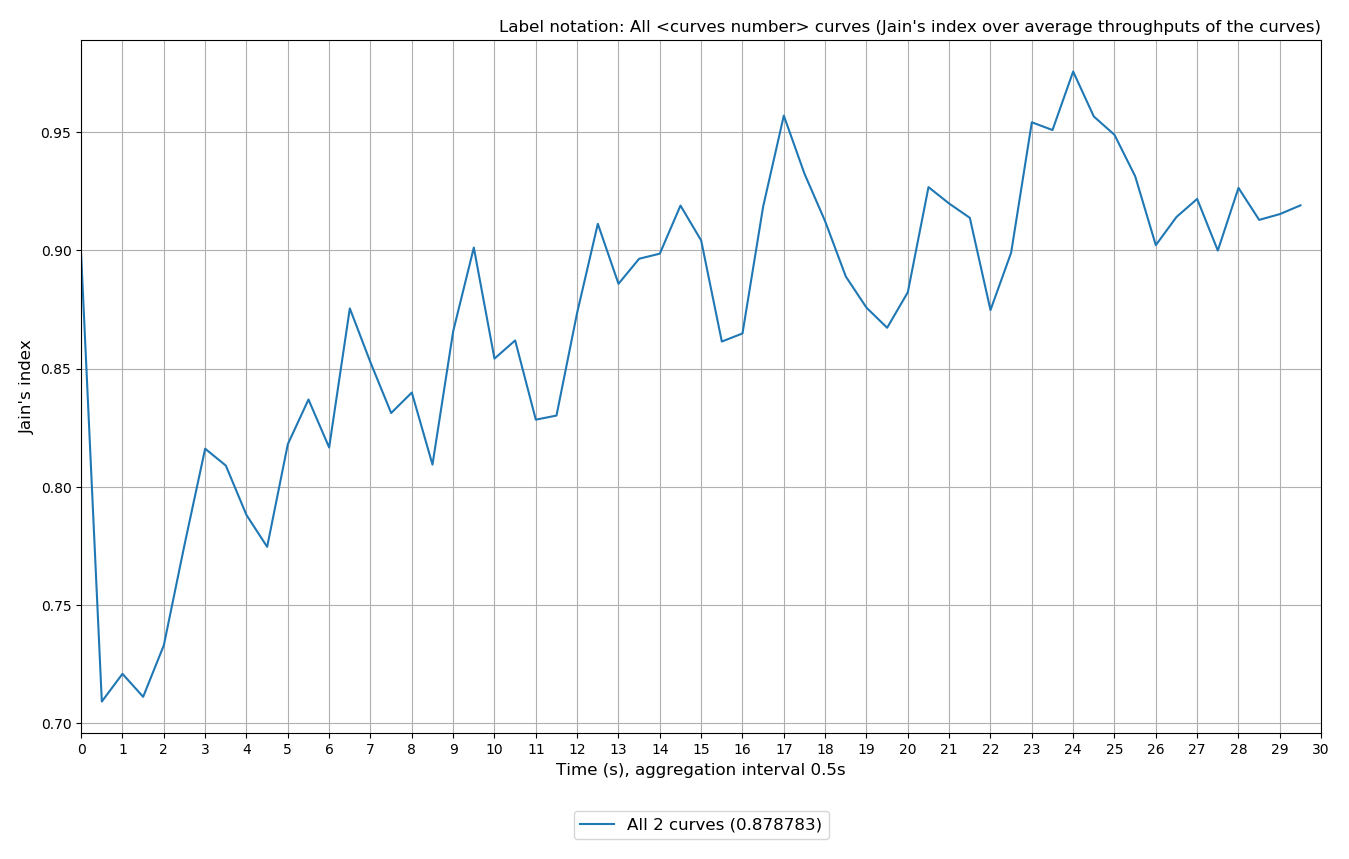 Label notation: All <curves number> curves (Jain's index over average throughputs of the curves)
0.95
0.90
0.85
0.80
0.75
0.70
Jain's index
0 1 2 3 4 5 6 7 8 9 10 11 12 13 14 15 16 17 18 19 20 21 22 23 24 25 26 27 28 29 30
Time (s), aggregation interval 0.5s
All 2 curves (0.878783)